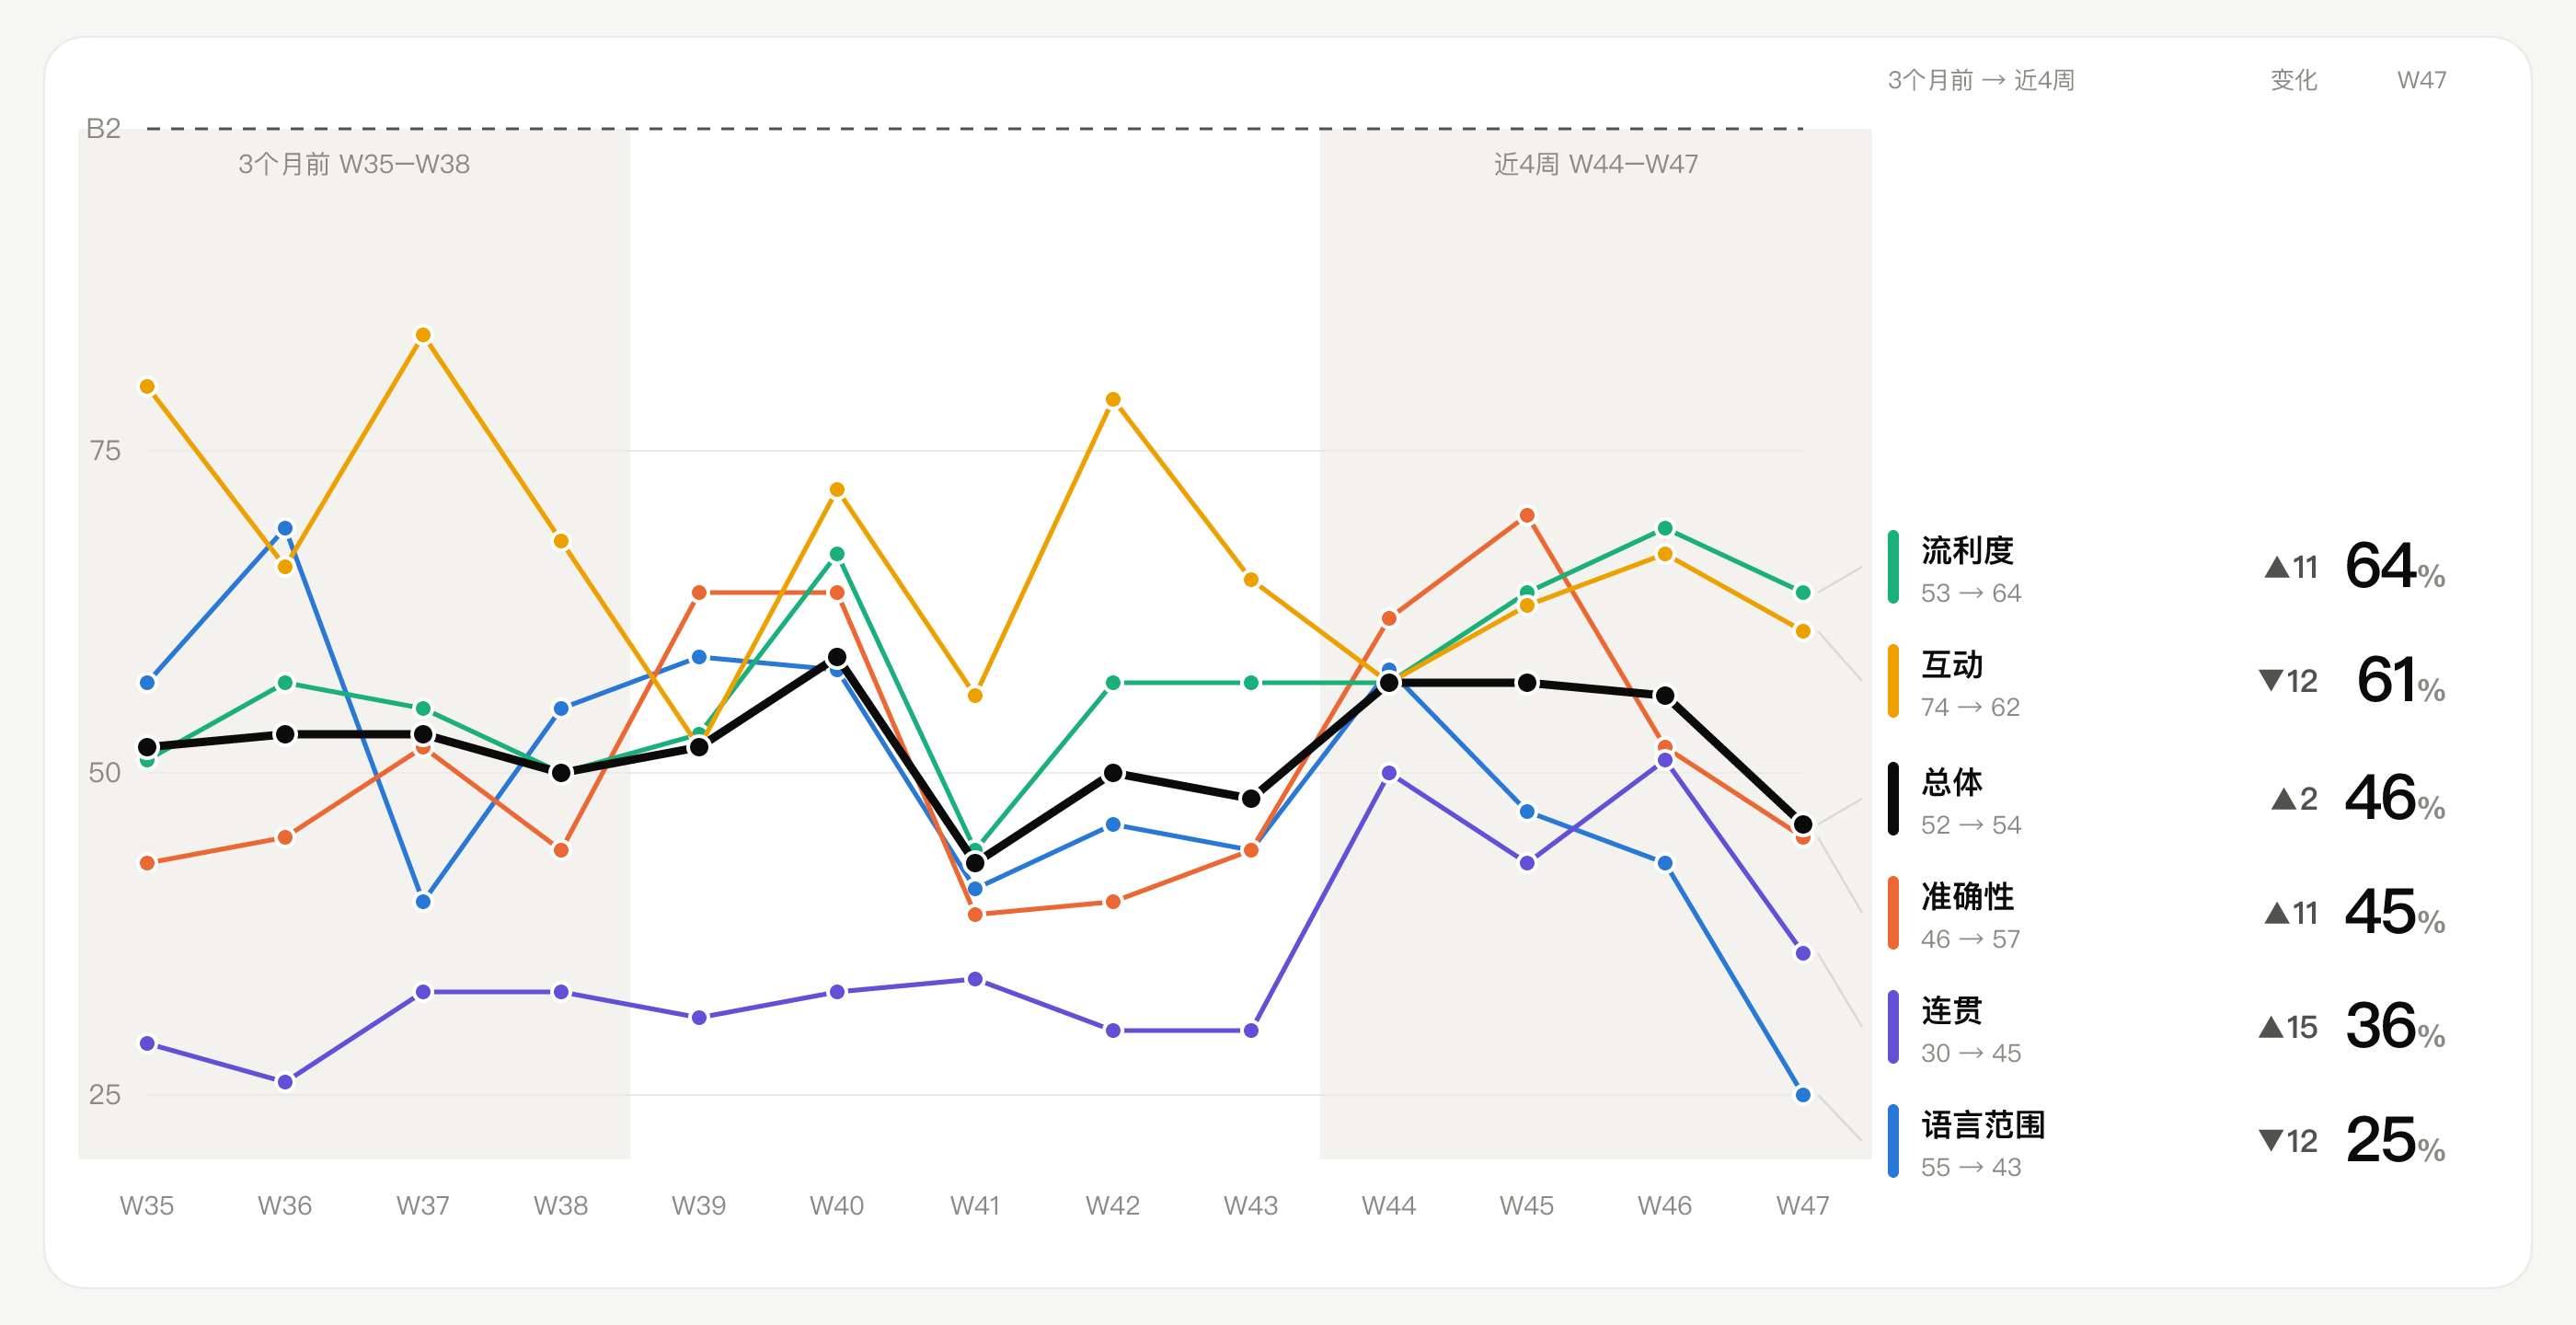 3个月前 → 近4周 变化 W47
B2
3个月前 W35—W38
近4周 W44—W47
75
50
25
W35 W36 W37 W38 W39 W40 W41 W42 W43 W44 W45 W46 W47
流利度
53 → 64
▲11 64%
互动
74 → 62
▼12 61%
总体
52 → 54
▲2 46%
准确性
46 → 57
▲11 45%
连贯
30 → 45
▲15 36%
语言范围
55 → 43
▼12 25%